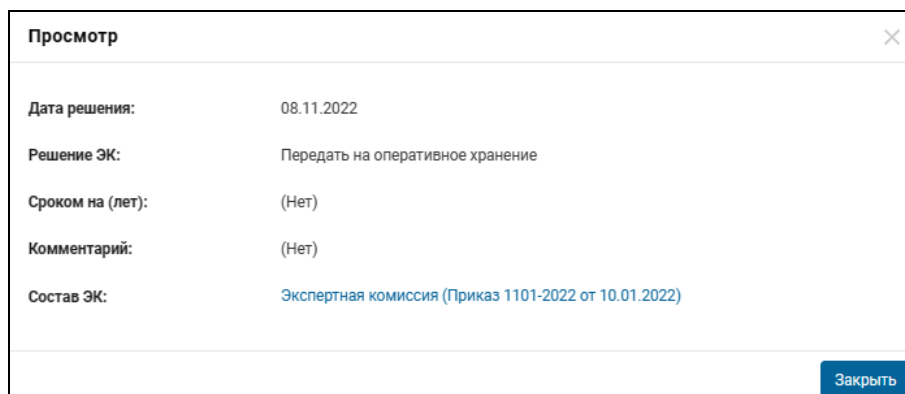 Просмотр
Дата решения: 08.11.2022
Решение ЭК: Передать на оперативное хранение
Сроком на (лет): (Нет)
Комментарий: (Нет)
Состав ЭК: Экспертная комиссия (Приказ 1101-2022 от 10.01.2022)
Закрыть